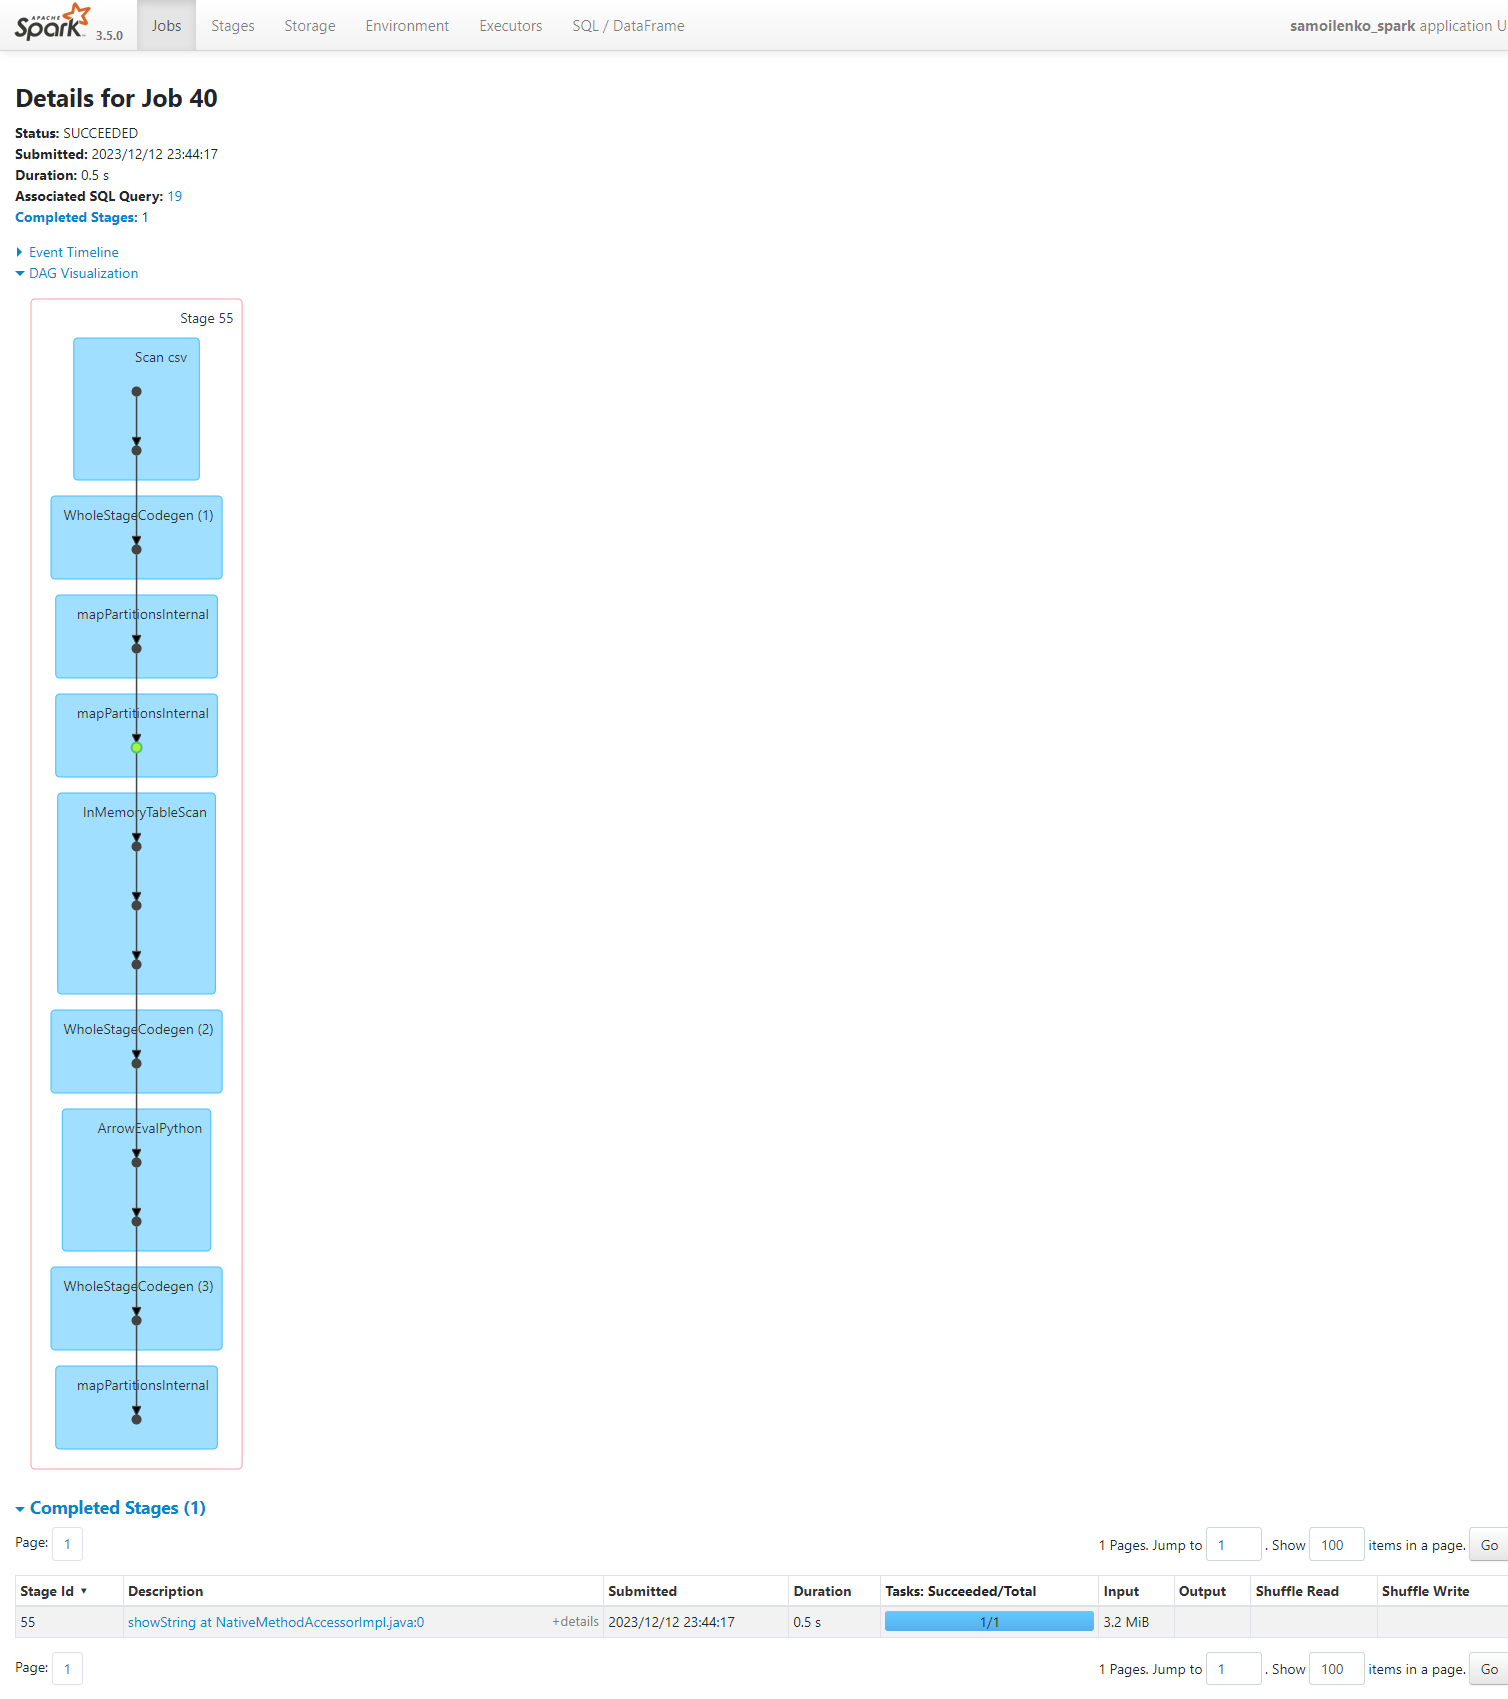 APACHE Spark 3.5.0 Jobs Stages Storage Environment Executors SQL / DataFrame samoilenko_spark application U
Details for Job 40
Status: SUCCEEDED
Submitted: 2023/12/12 23:44:17
Duration: 0.5 s
Associated SQL Query: 19
Completed Stages: 1
Event Timeline
DAG Visualization
Stage 55
Scan csv
WholeStageCodegen (1)
mapPartitionsInternal
mapPartitionsInternal
InMemoryTableScan
WholeStageCodegen (2)
ArrowEvalPython
WholeStageCodegen (3)
mapPartitionsInternal
Completed Stages (1)
Page: 1 1 Pages. Jump to 1 . Show 100 items in a page. Go
Stage Id ▾ Description Submitted Duration Tasks: Succeeded/Total Input Output Shuffle Read Shuffle Write
55 showString at NativeMethodAccessorImpl.java:0 +details 2023/12/12 23:44:17 0.5 s 1/1 3.2 MiB
Page: 1 1 Pages. Jump to 1 . Show 100 items in a page. Go